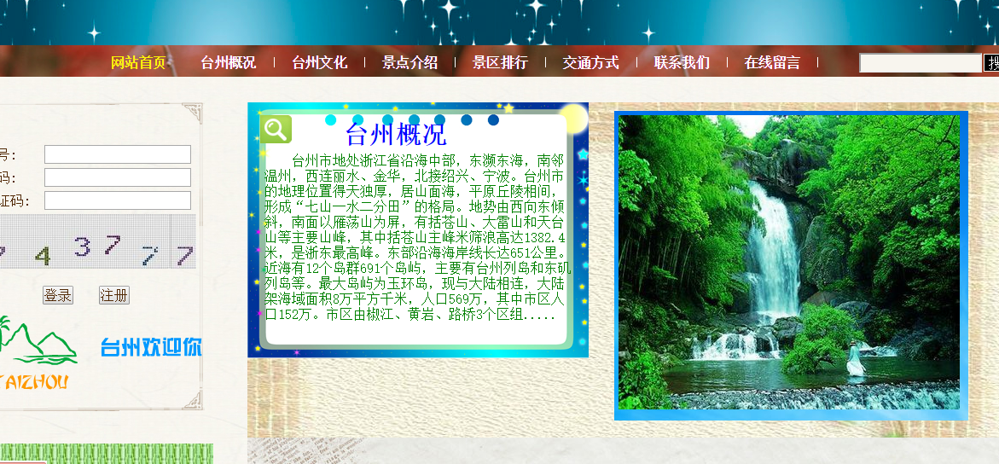 网站首页 台州概况 台州文化 景点介绍 景区排行 交通方式 联系我们 在线留言
号：
码：
证码：
4 3 7 7 7
登录 注册
台州欢迎你
TAIZHOU
台州概况
台州市地处浙江省沿海中部，东濒东海，南邻
温州，西连丽水、金华，北接绍兴、宁波。台州市
的地理位置得天独厚，居山面海，平原丘陵相间，
形成“七山一水二分田”的格局。地势由西向东倾
斜，南面以雁荡山为屏，有括苍山、大雷山和天台
山等主要山峰，其中括苍山主峰米筛浪高达1382.4
米，是浙东最高峰。东部沿海海岸线长达651公里。
近海有12个岛群691个岛屿，主要有台州列岛和东矶
列岛等。最大岛屿为玉环岛，现与大陆相连，大陆
架海域面积8万平方千米，人口569万，其中市区人
口152万。市区由椒江、黄岩、路桥3个区组.....